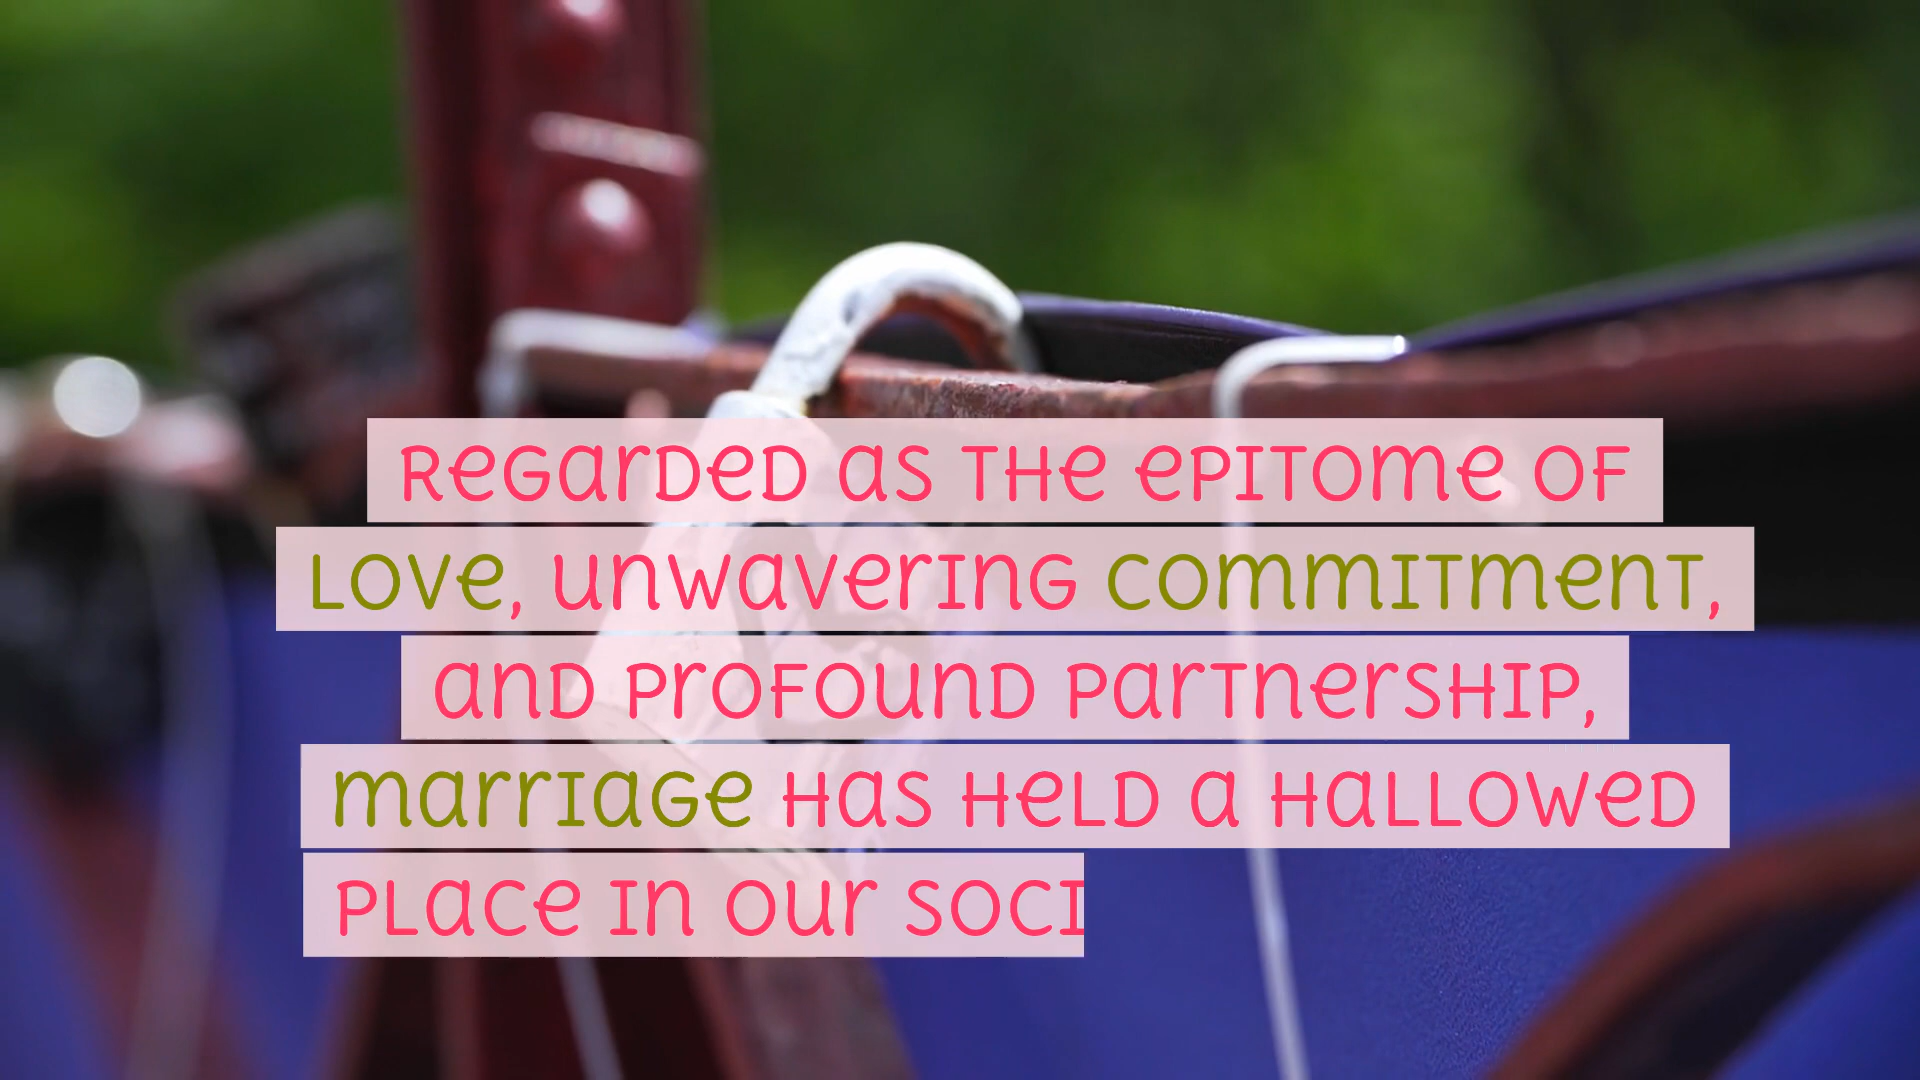 Regarded as the epitome of
love, unwavering commitment,
and profound partnership,
marriage has held a hallowed
place in our soci